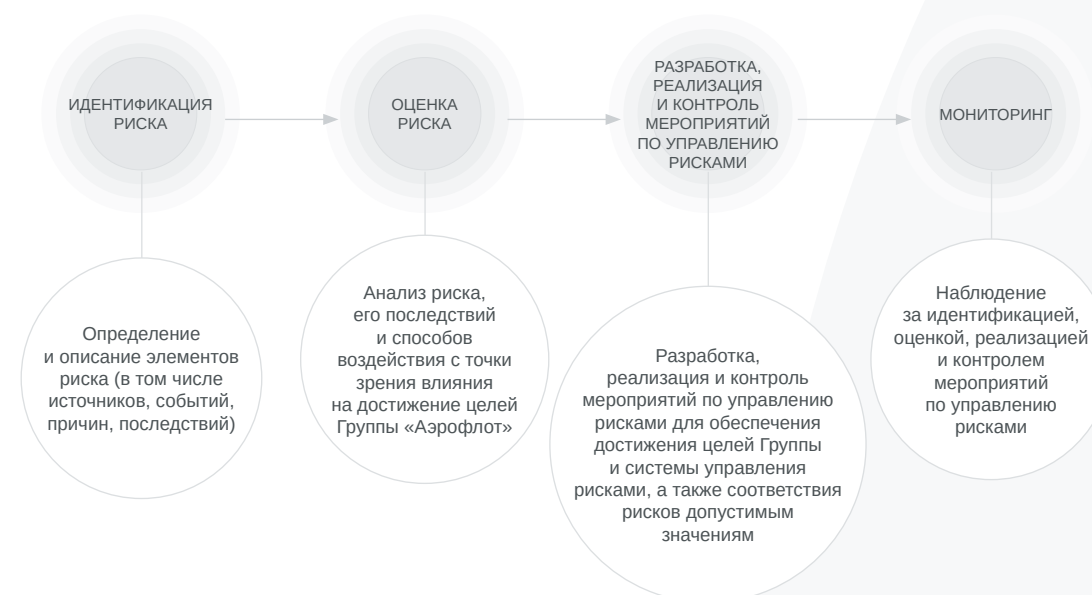 ИДЕНТИФИКАЦИЯ
РИСКА
ОЦЕНКА
РИСКА
РАЗРАБОТКА,
РЕАЛИЗАЦИЯ
И КОНТРОЛЬ
МЕРОПРИЯТИЙ
ПО УПРАВЛЕНИЮ
РИСКАМИ
МОНИТОРИНГ
Определение
и описание элементов
риска (в том числе
источников, событий,
причин, последствий)
Анализ риска,
его последствий
и способов
воздействия с точки
зрения влияния
на достижение целей
Группы «Аэрофлот»
Разработка,
реализация и контроль
мероприятий по управлению
рисками для обеспечения
достижения целей Группы
и системы управления
рисками, а также соответствия
рисков допустимым
значениям
Наблюдение
за идентификацией,
оценкой, реализацией
и контролем
мероприятий
по управлению
рисками